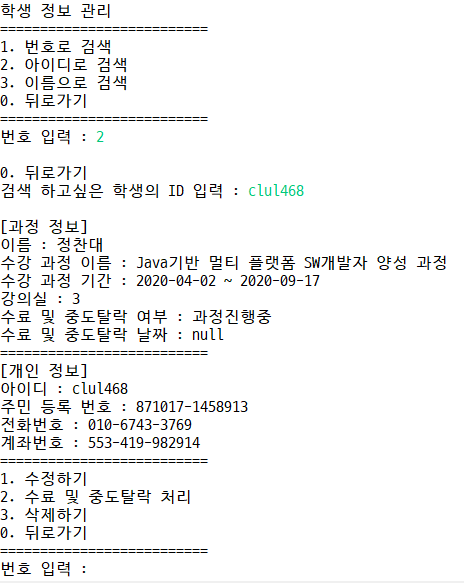 학생 정보 관리
==========================
1. 번호로 검색
2. 아이디로 검색
3. 이름으로 검색
0. 뒤로가기
==========================
번호 입력 : 2
0. 뒤로가기
검색 하고싶은 학생의 ID 입력 : clul468
[과정 정보]
이름 : 정찬대
수강 과정 이름 : Java기반 멀티 플랫폼 SW개발자 양성 과정
수강 과정 기간 : 2020-04-02 ~ 2020-09-17
강의실 : 3
수료 및 중도탈락 여부 : 과정진행중
수료 및 중도탈락 날짜 : null
==========================
[개인 정보]
아이디 : clul468
주민 등록 번호 : 871017-1458913
전화번호 : 010-6743-3769
계좌번호 : 553-419-982914
==========================
1. 수정하기
2. 수료 및 중도탈락 처리
3. 삭제하기
0. 뒤로가기
==========================
번호 입력 :